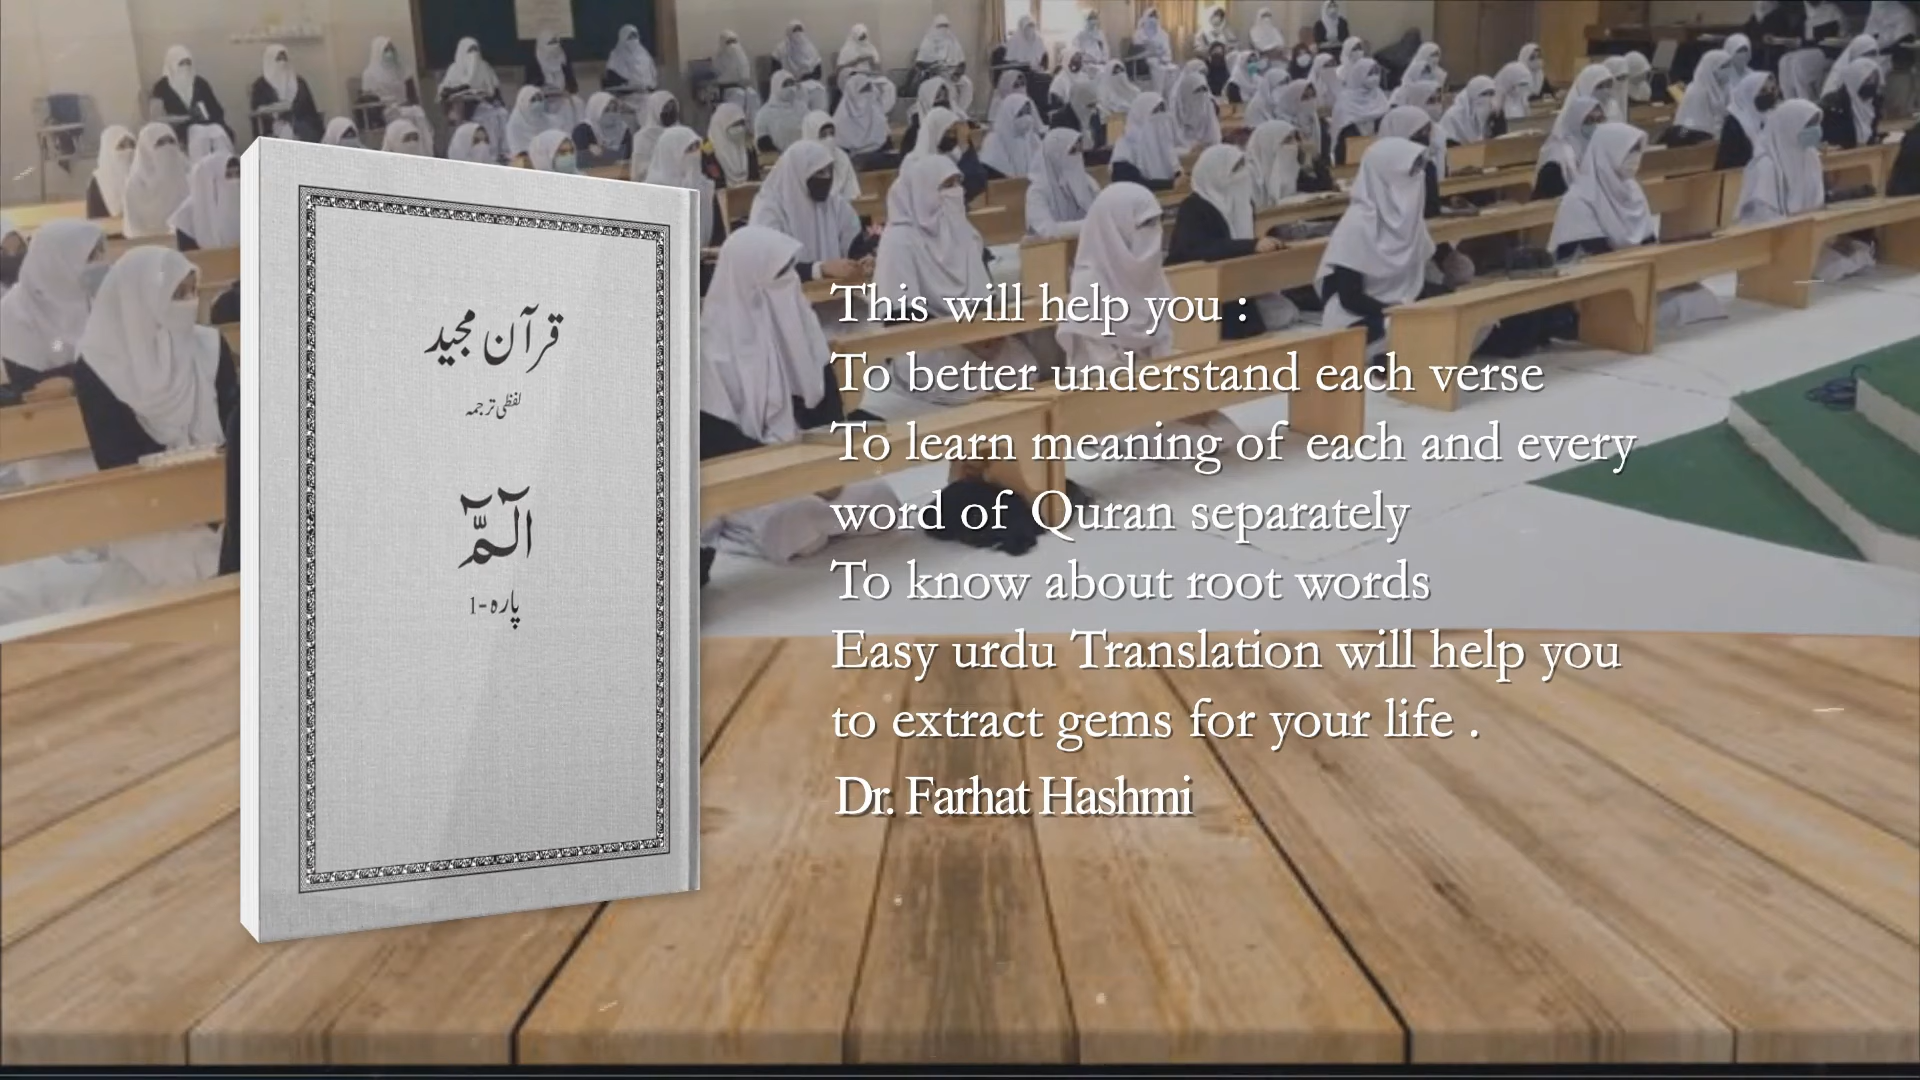 قرآن مجید
لفظی ترجمہ
الٓمّٓ
پارہ -1
This will help you :
To better understand each verse
To learn meaning of each and every
word of Quran separately
To know about root words
Easy urdu Translation will help you
to extract gems for your life .
Dr. Farhat Hashmi